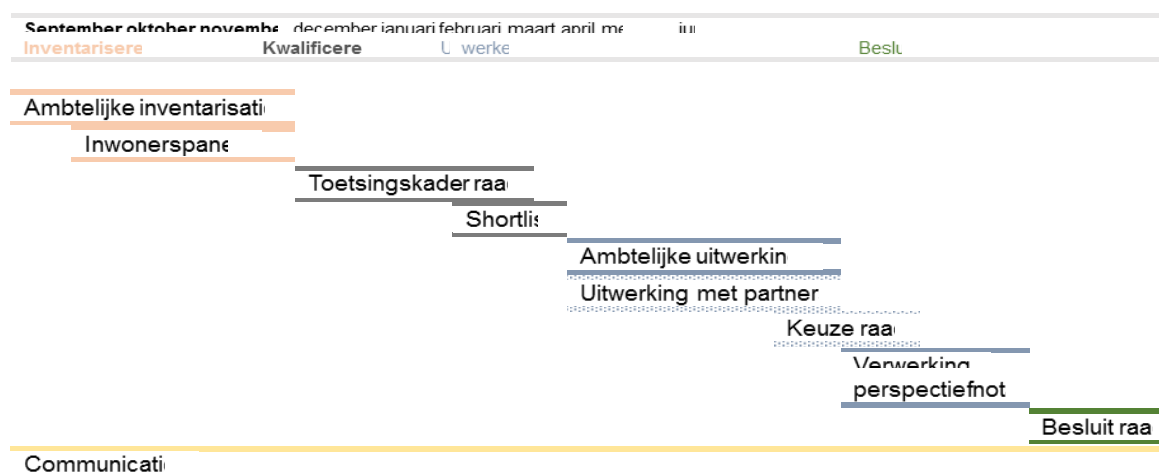 September oktober novembe december januari februari maart april me jun
Inventarisere Kwalificere U werke Beslu
Ambtelijke inventarisati
Inwonerspane
Toetsingskader raa
Shortlis
Ambtelijke uitwerkin
Uitwerking met partner
Keuze raa
Verwerking
perspectiefnot
Besluit raa
Communicati